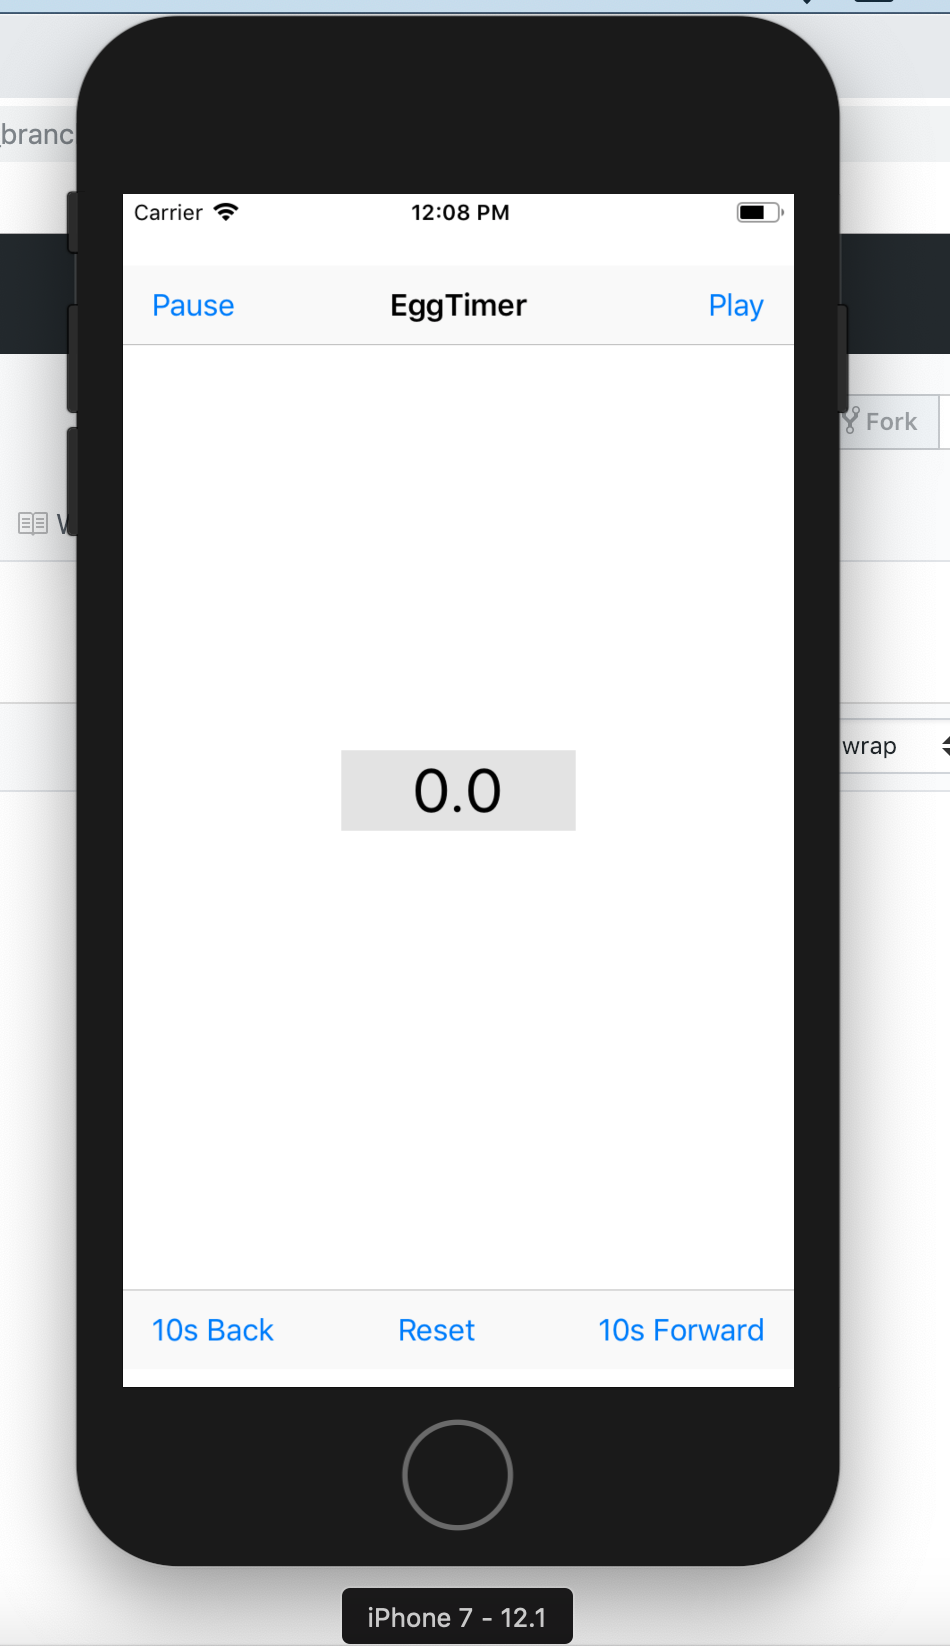 branc
Carrier 12:08 PM
Pause EggTimer Play
Fork
0.0
wrap
10s Back Reset 10s Forward
iPhone 7 - 12.1